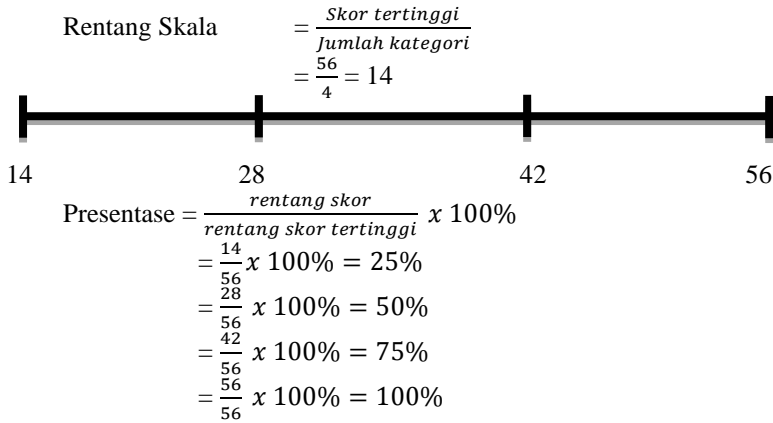 Rentang Skala = Skor tertinggi / Jumlah kategori
= 56/4 = 14
14 28 42 56
Presentase = rentang skor / rentang skor tertinggi x 100%
= 14/56 x 100% = 25%
= 28/56 x 100% = 50%
= 42/56 x 100% = 75%
= 56/56 x 100% = 100%